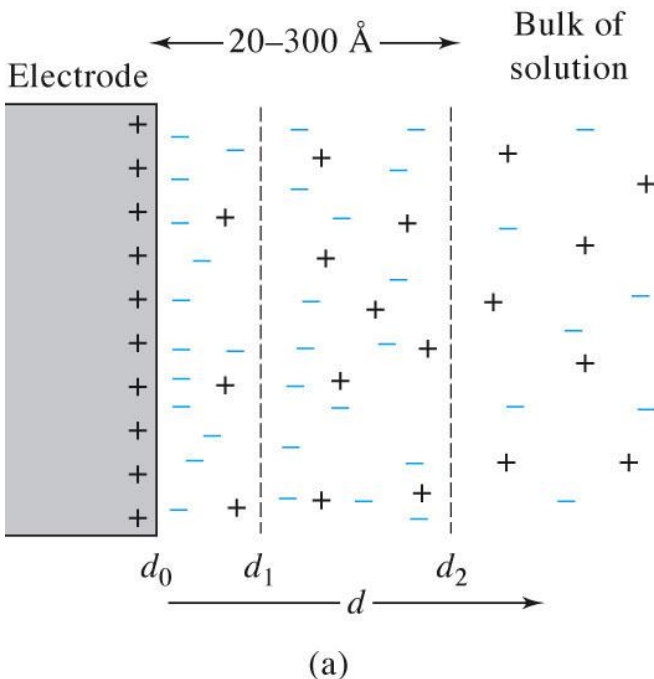 20–300 Å
Bulk of
solution
Electrode
d₀
d₁
d₂
d
(a)